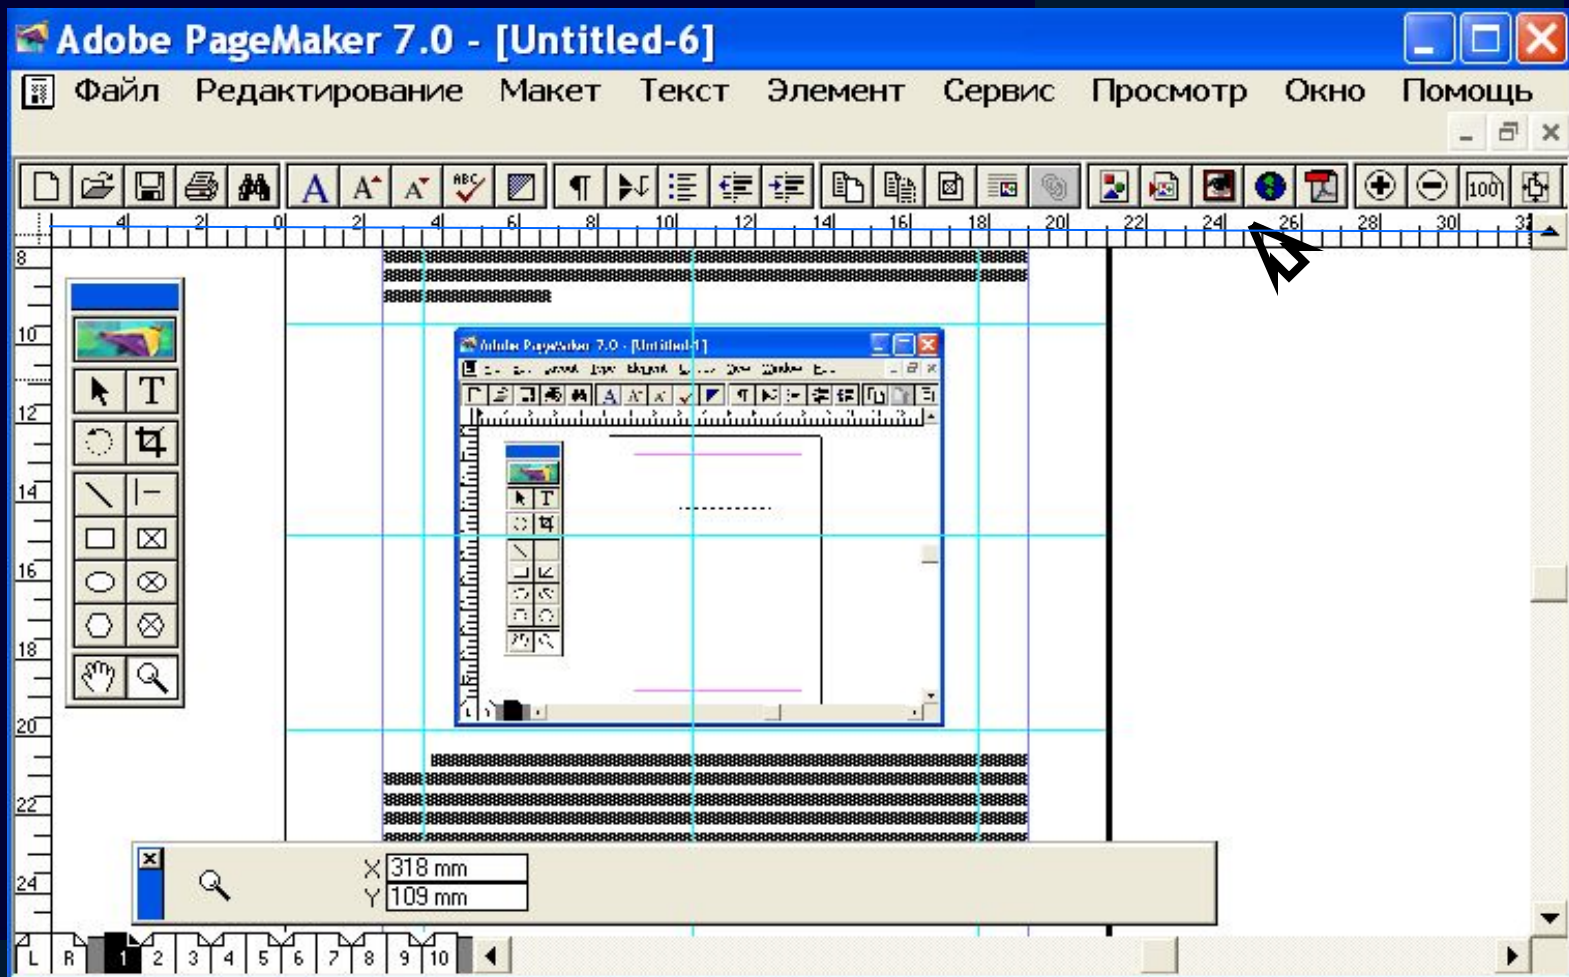 Adobe PageMaker 7.0 - [Untitled-6]
Файл Редактирование Макет Текст Элемент Сервис Просмотр Окно Помощь
A A A ABC ¶ 100
4 2 0 2 4 6 8 10 12 14 16 18 20 22 24 26 28 30
8
10
12
14
16
18
20
22
24
T
Adobe PageMaker 7.0 - [Untitled-1]
Window
A ¶
T
X 318 mm
Y 109 mm
L R 1 2 3 4 5 6 7 8 9 10